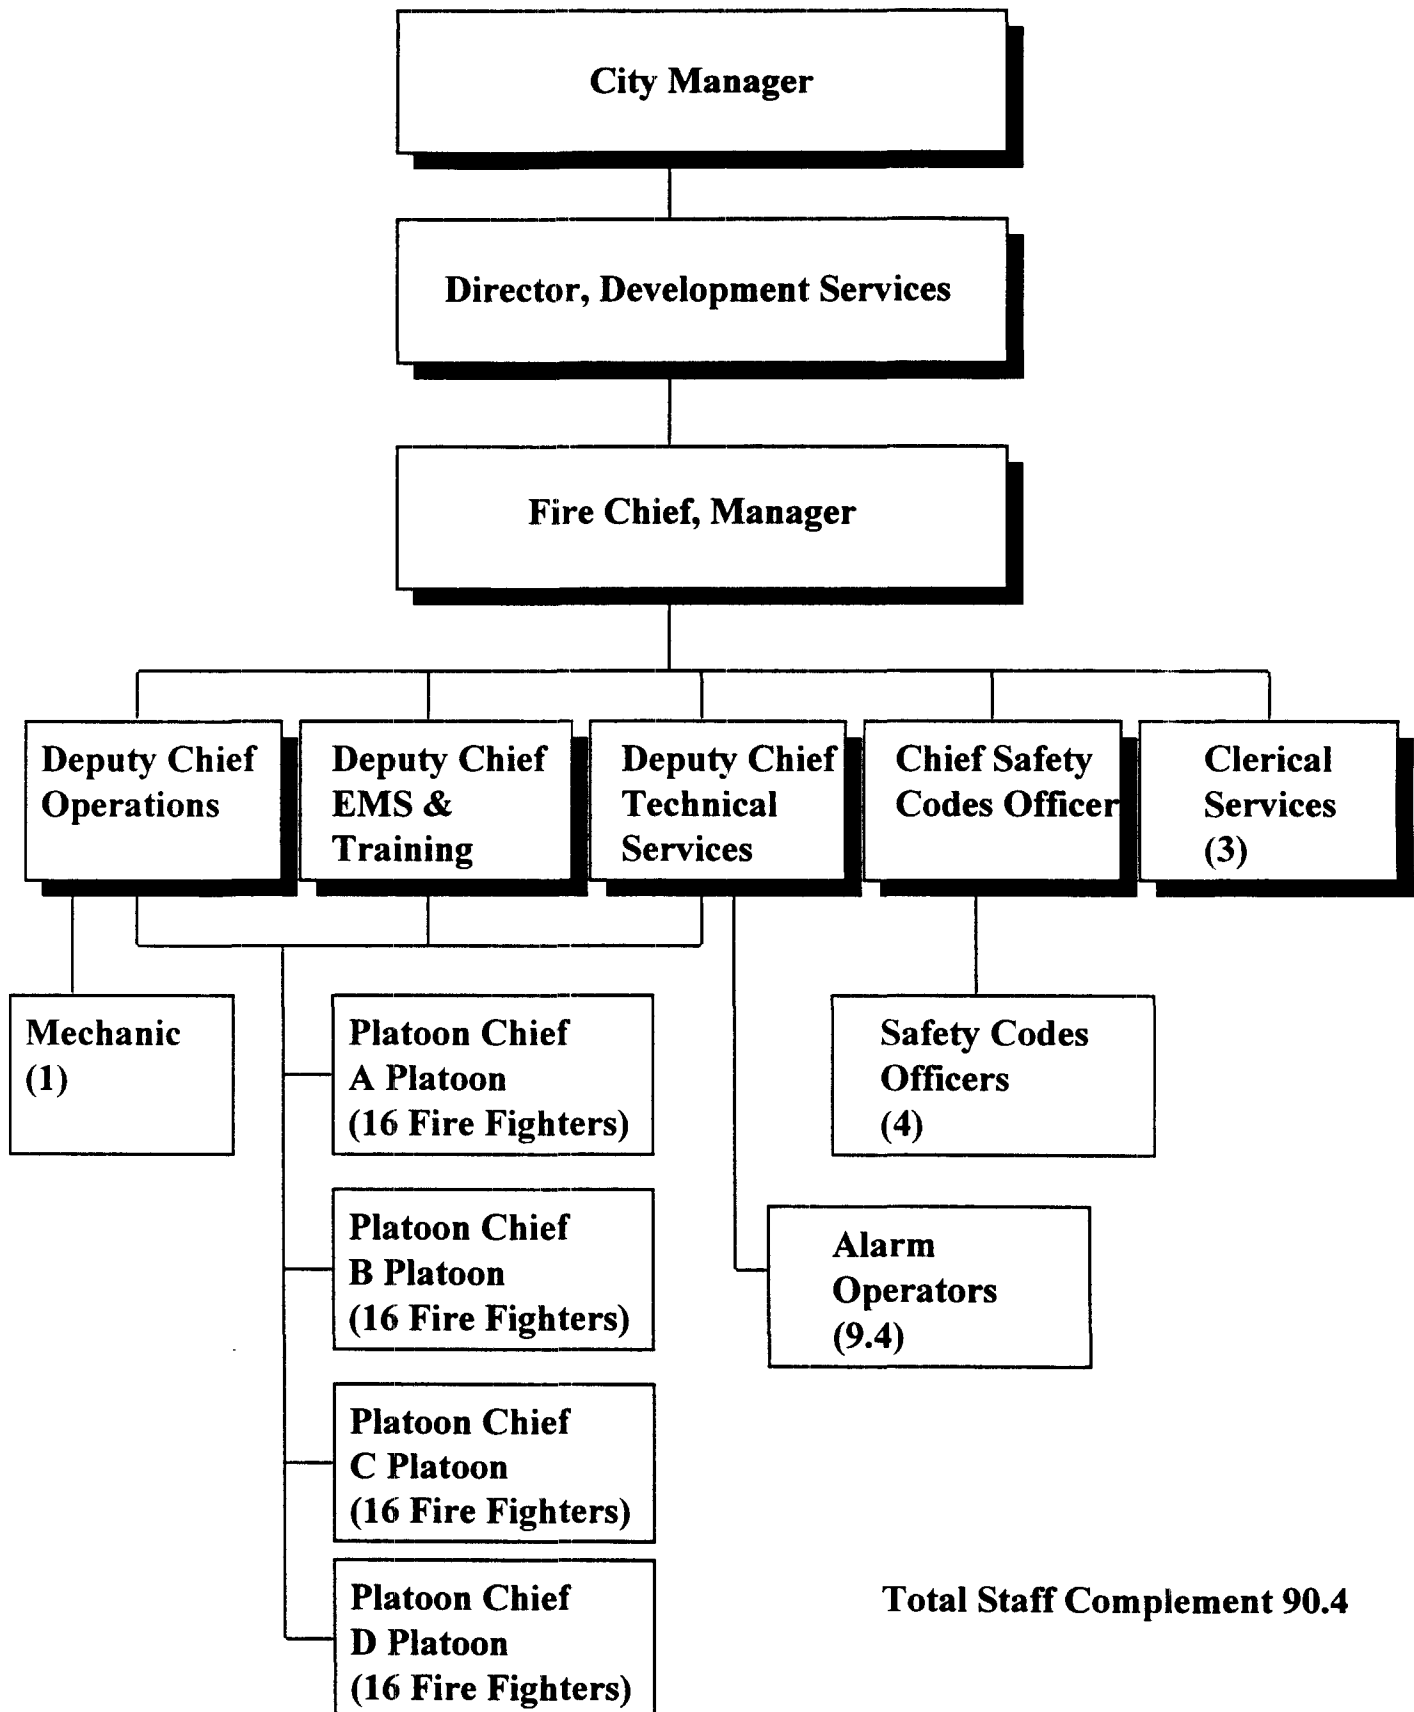 City Manager
Director, Development Services
Fire Chief, Manager
Deputy Chief
Operations
Deputy Chief
EMS &
Training
Deputy Chief
Technical
Services
Chief Safety
Codes Officer
Clerical
Services
(3)
Mechanic
(1)
Platoon Chief
A Platoon
(16 Fire Fighters)
Safety Codes
Officers
(4)
Platoon Chief
B Platoon
(16 Fire Fighters)
Alarm
Operators
(9.4)
Platoon Chief
C Platoon
(16 Fire Fighters)
Platoon Chief
D Platoon
(16 Fire Fighters)
Total Staff Complement 90.4